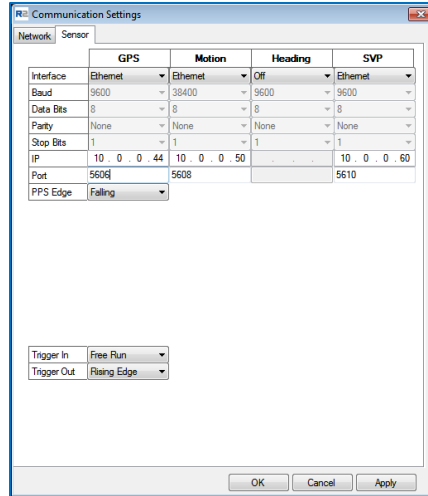 R2 Communication Settings
Network Sensor
GPS Motion Heading SVP
Interface Ethernet Ethernet Off Ethernet
Baud 9600 38400 9600 9600
Data Bits 8 8 8 8
Parity None None None None
Stop Bits 1 1 1 1
IP 10 . 0 . 0 . 44 10 . 0 . 0 . 50 . . . 10 . 0 . 0 . 60
Port 5606 5608 5610
PPS Edge Falling
Trigger In Free Run
Trigger Out Rising Edge
OK Cancel Apply